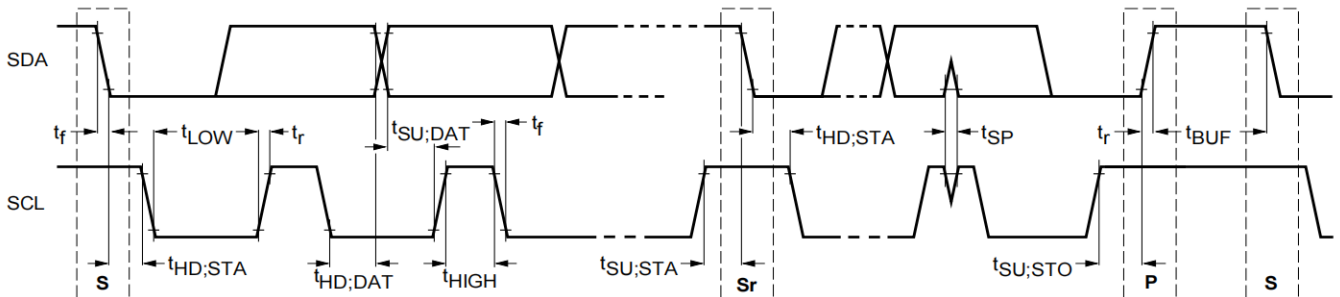 SDA
t_f t_LOW t_r t_SU;DAT t_f t_HD;STA t_SP t_r t_BUF
SCL
t_HD;STA t_HD;DAT t_HIGH t_SU;STA t_SU;STO
S Sr P S